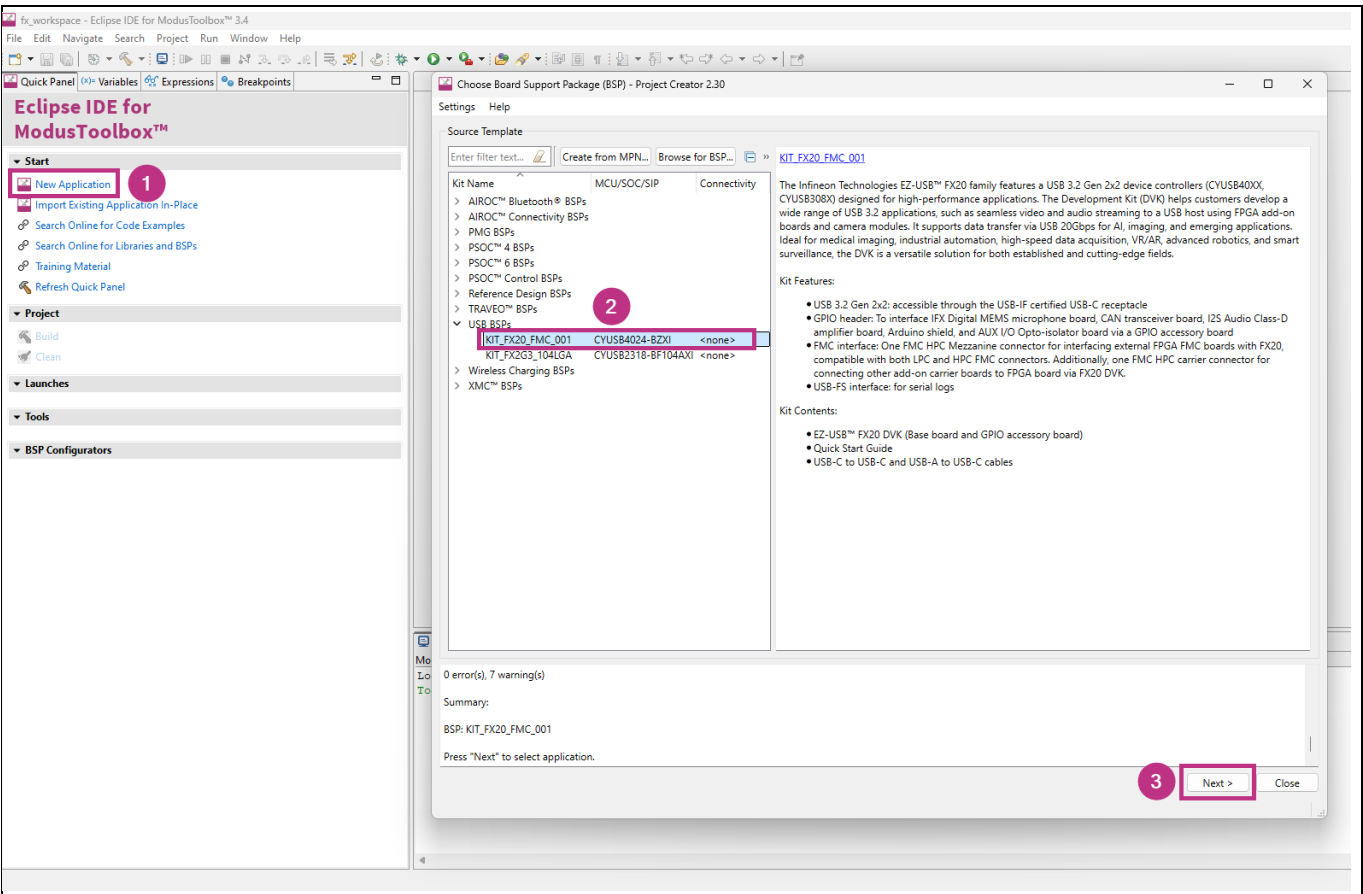 fx_workspace - Eclipse IDE for ModusToolbox™ 3.4
File Edit Navigate Search Project Run Window Help
Quick Panel (x)= Variables Expressions Breakpoints
Eclipse IDE for
ModusToolbox™
Start
New Application
1
Import Existing Application In-Place
Search Online for Code Examples
Search Online for Libraries and BSPs
Training Material
Refresh Quick Panel
Project
Build
Clean
Launches
Tools
BSP Configurators
Choose Board Support Package (BSP) - Project Creator 2.30
Settings Help
Source Template
Enter filter text... Create from MPN... Browse for BSP... »
Kit Name MCU/SOC/SIP Connectivity
AIROC™ Bluetooth® BSPs
AIROC™ Connectivity BSPs
PMG BSPs
PSOC™ 4 BSPs
PSOC™ 6 BSPs
PSOC™ Control BSPs
Reference Design BSPs
TRAVEO™ BSPs
2
USB BSPs
KIT_FX20_FMC_001 CYUSB4024-BZXI <none>
KIT_FX2G3_104LGA CYUSB2318-BF104AXI <none>
Wireless Charging BSPs
XMC™ BSPs
KIT_FX20_FMC_001
The Infineon Technologies EZ-USB™ FX20 family features a USB 3.2 Gen 2x2 device controllers (CYUSB40XX,
CYUSB308X) designed for high-performance applications. The Development Kit (DVK) helps customers develop a
wide range of USB 3.2 applications, such as seamless video and audio streaming to a USB host using FPGA add-on
boards and camera modules. It supports data transfer via USB 20Gbps for AI, imaging, and emerging applications.
Ideal for medical imaging, industrial automation, high-speed data acquisition, VR/AR, advanced robotics, and smart
surveillance, the DVK is a versatile solution for both established and cutting-edge fields.
Kit Features:
• USB 3.2 Gen 2x2: accessible through the USB-IF certified USB-C receptacle
• GPIO header: To interface IFX Digital MEMS microphone board, CAN transceiver board, I2S Audio Class-D
amplifier board, Arduino shield, and AUX I/O Opto-isolator board via a GPIO accessory board
• FMC interface: One FMC HPC Mezzanine connector for interfacing external FPGA FMC boards with FX20,
compatible with both LPC and HPC FMC connectors. Additionally, one FMC HPC carrier connector for
connecting other add-on carrier boards to FPGA board via FX20 DVK.
• USB-FS interface: for serial logs
Kit Contents:
• EZ-USB™ FX20 DVK (Base board and GPIO accessory board)
• Quick Start Guide
• USB-C to USB-C and USB-A to USB-C cables
Mo
Lo
To
0 error(s), 7 warning(s)
Summary:
BSP: KIT_FX20_FMC_001
Press "Next" to select application.
3
Next > Close